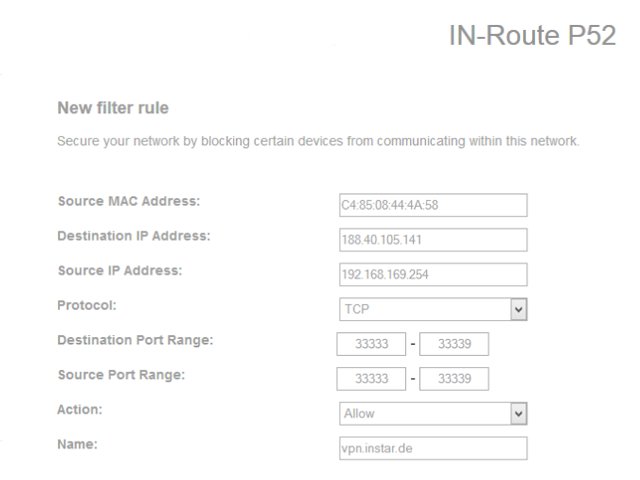 IN-Route P52
New filter rule
Secure your network by blocking certain devices from communicating within this network.
Source MAC Address: C4:85:08:44:4A:58
Destination IP Address: 188.40.105.141
Source IP Address: 192.168.169.254
Protocol: TCP
Destination Port Range: 33333 - 33339
Source Port Range: 33333 - 33339
Action: Allow
Name: vpn.instar.de